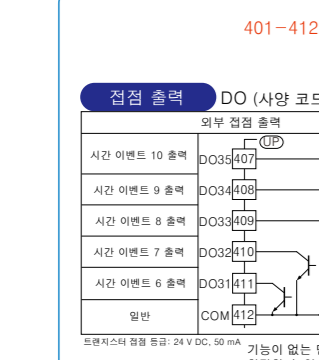 401-412
접점 출력 DO (사양 코드
외부 접점 출력
UP
시간 이벤트 10 출력 DO35 407
시간 이벤트 9 출력 DO34 408
시간 이벤트 8 출력 DO33 409
시간 이벤트 7 출력 DO32 410
시간 이벤트 6 출력 DO31 411
일반 COM 412
트랜지스터 접점 등급: 24 V DC, 50 mA
기능이 없는